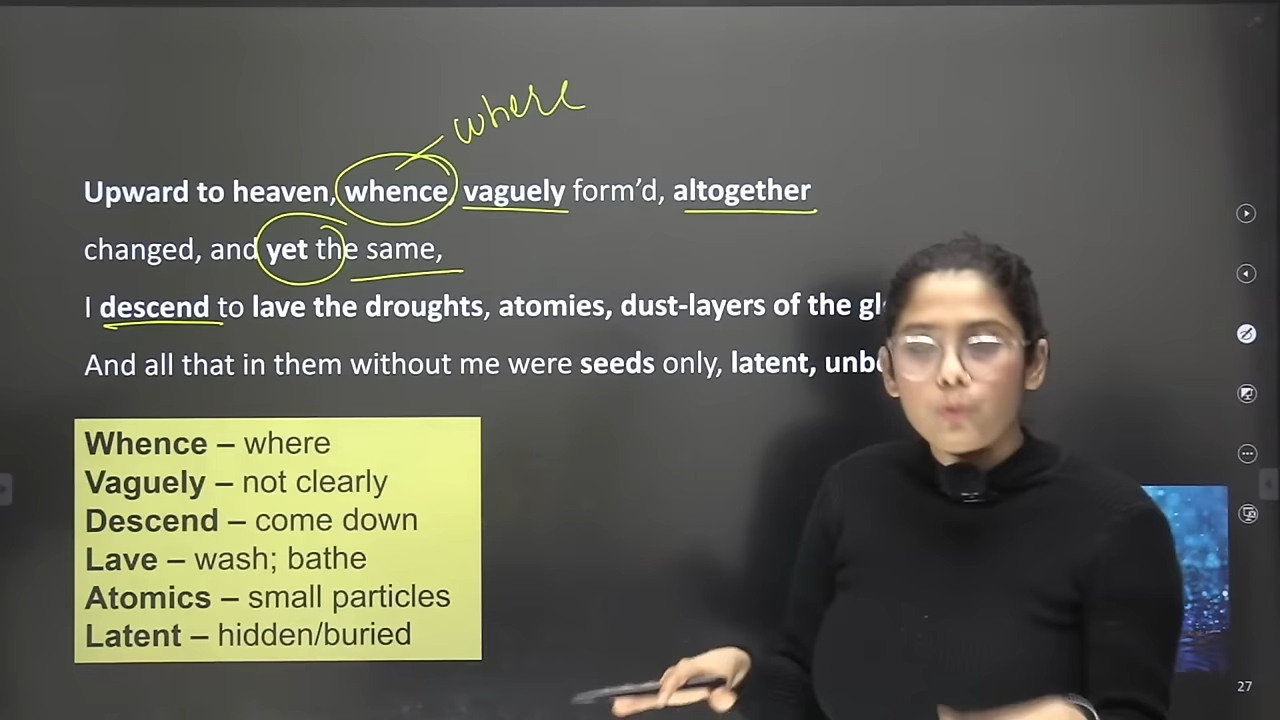 where
Upward to heaven, whence, vaguely form'd, altogether
changed, and yet the same,
I descend to lave the droughts, atomies, dust-layers of the
And all that in them without me were seeds only, latent,
Whence – where
Vaguely – not clearly
Descend – come down
Lave – wash; bathe
Atomics – small particles
Latent – hidden/buried
27